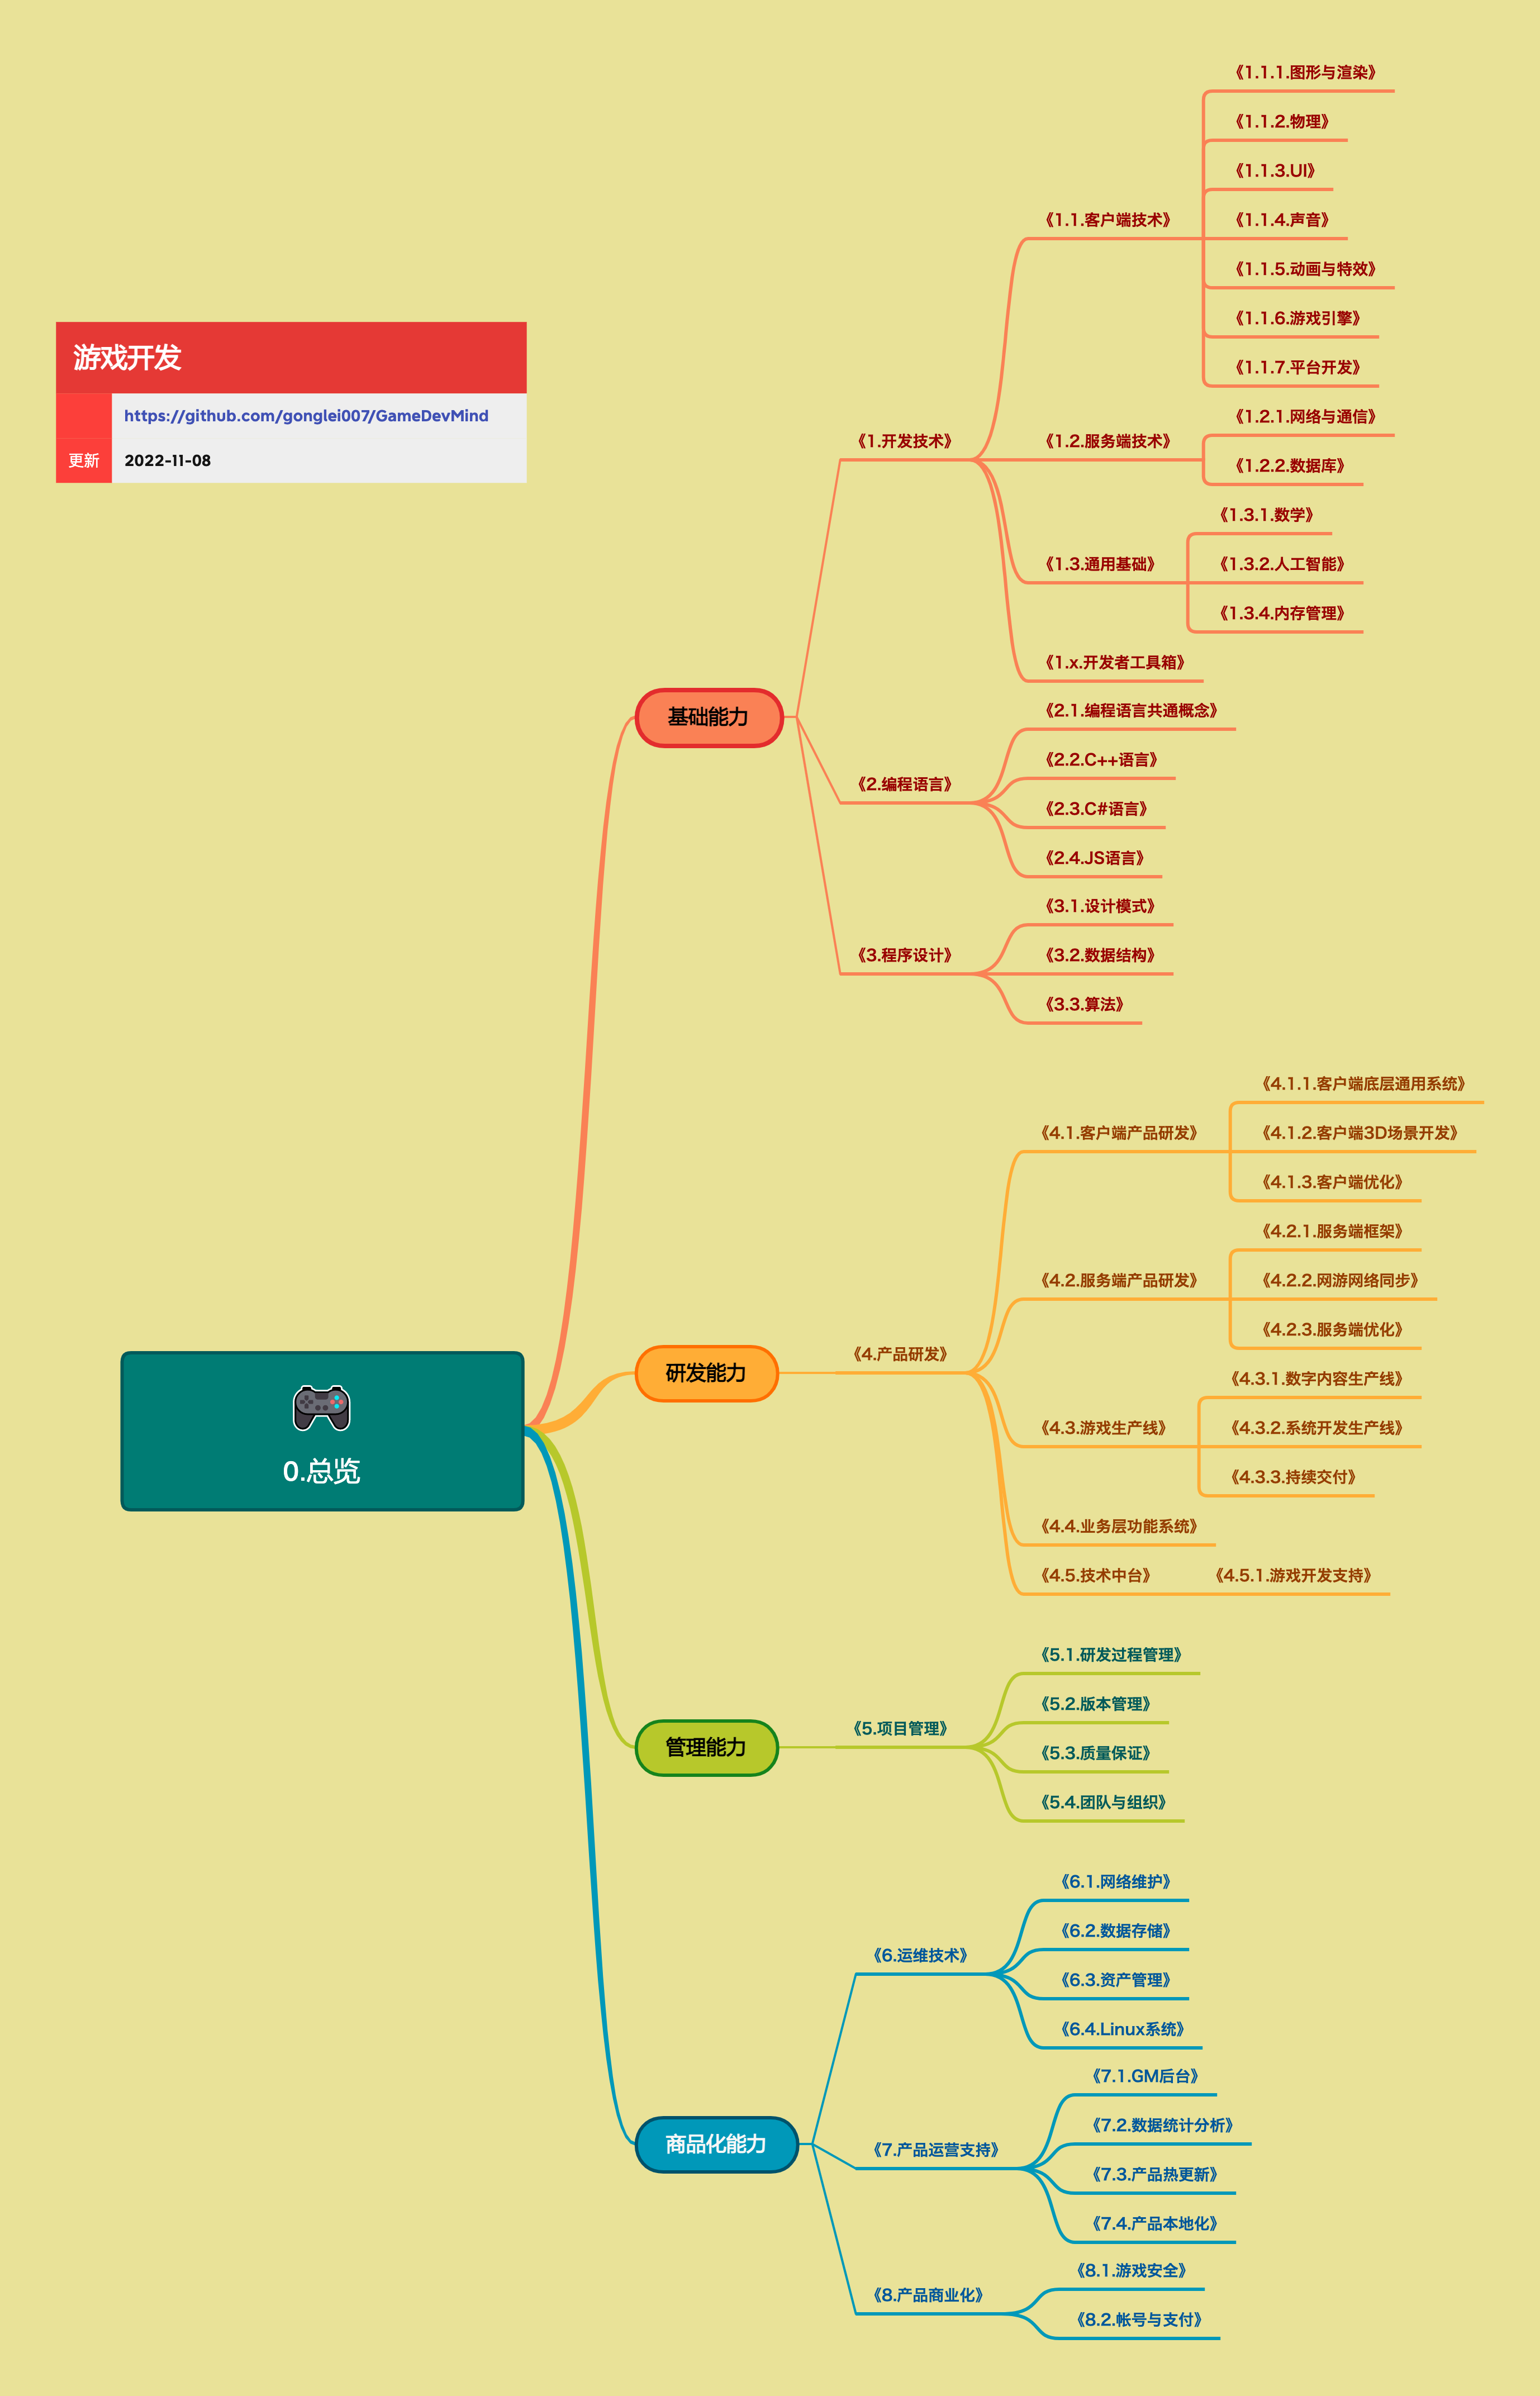 游戏开发
https://github.com/gonglei007/GameDevMind
更新 2022-11-08
0.总览
基础能力
《1.开发技术》
《1.1.客户端技术》
《1.1.1.图形与渲染》
《1.1.2.物理》
《1.1.3.UI》
《1.1.4.声音》
《1.1.5.动画与特效》
《1.1.6.游戏引擎》
《1.1.7.平台开发》
《1.2.服务端技术》
《1.2.1.网络与通信》
《1.2.2.数据库》
《1.3.通用基础》
《1.3.1.数学》
《1.3.2.人工智能》
《1.3.4.内存管理》
《1.x.开发者工具箱》
《2.编程语言》
《2.1.编程语言共通概念》
《2.2.C++语言》
《2.3.C#语言》
《2.4.JS语言》
《3.程序设计》
《3.1.设计模式》
《3.2.数据结构》
《3.3.算法》
研发能力
《4.产品研发》
《4.1.客户端产品研发》
《4.1.1.客户端底层通用系统》
《4.1.2.客户端3D场景开发》
《4.1.3.客户端优化》
《4.2.服务端产品研发》
《4.2.1.服务端框架》
《4.2.2.网游网络同步》
《4.2.3.服务端优化》
《4.3.游戏生产线》
《4.3.1.数字内容生产线》
《4.3.2.系统开发生产线》
《4.3.3.持续交付》
《4.4.业务层功能系统》
《4.5.技术中台》
《4.5.1.游戏开发支持》
管理能力
《5.项目管理》
《5.1.研发过程管理》
《5.2.版本管理》
《5.3.质量保证》
《5.4.团队与组织》
商品化能力
《6.运维技术》
《6.1.网络维护》
《6.2.数据存储》
《6.3.资产管理》
《6.4.Linux系统》
《7.产品运营支持》
《7.1.GM后台》
《7.2.数据统计分析》
《7.3.产品热更新》
《7.4.产品本地化》
《8.产品商业化》
《8.1.游戏安全》
《8.2.帐号与支付》